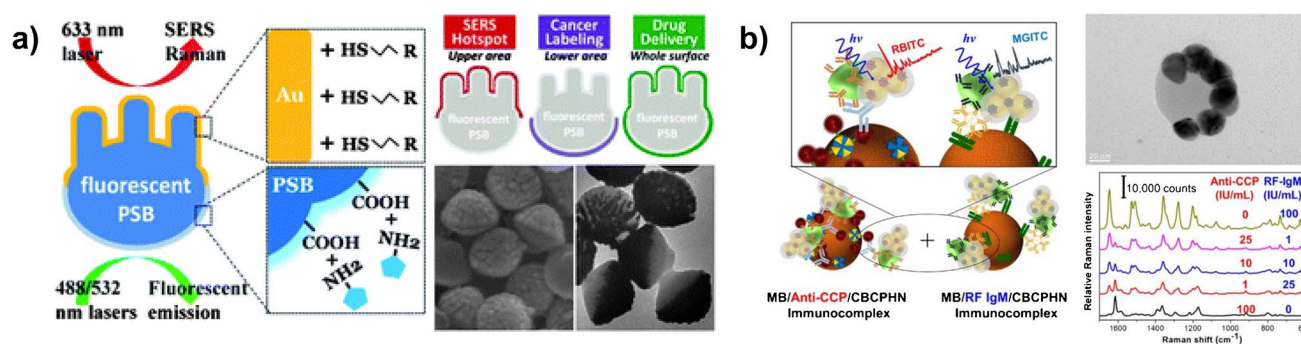 a)
633 nm
laser
SERS
Raman
fluorescent
PSB
488/532
nm lasers
Fluorescent
emission
Au
+ HS R
+ HS R
+ HS R
PSB
COOH
+
NH2
COOH
+
NH2
SERS
Hotspot
Upper area
fluorescent
PSB
Cancer
Labeling
Lower area
fluorescent
PSB
Drug
Delivery
Whole surface
fluorescent
PSB
b)
hν
RBITC
hν
MGITC
+
MB/Anti-CCP/CBCPHN
Immunocomplex
MB/RF IgM/CBCPHN
Immunocomplex
20 nm
10,000 counts
Anti-CCP
(IU/mL)
RF-IgM
(IU/mL)
0 100
25 1
10 10
1 25
100 0
Relative Raman intensity
1600 1400 1200 1000 800 6
Raman shift (cm-1)